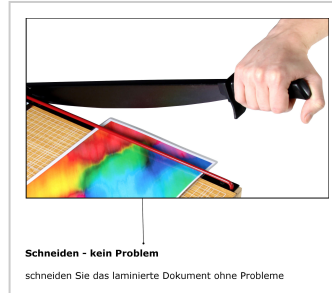 Schneiden - kein Problem
schneiden Sie das laminierte Dokument ohne Probleme